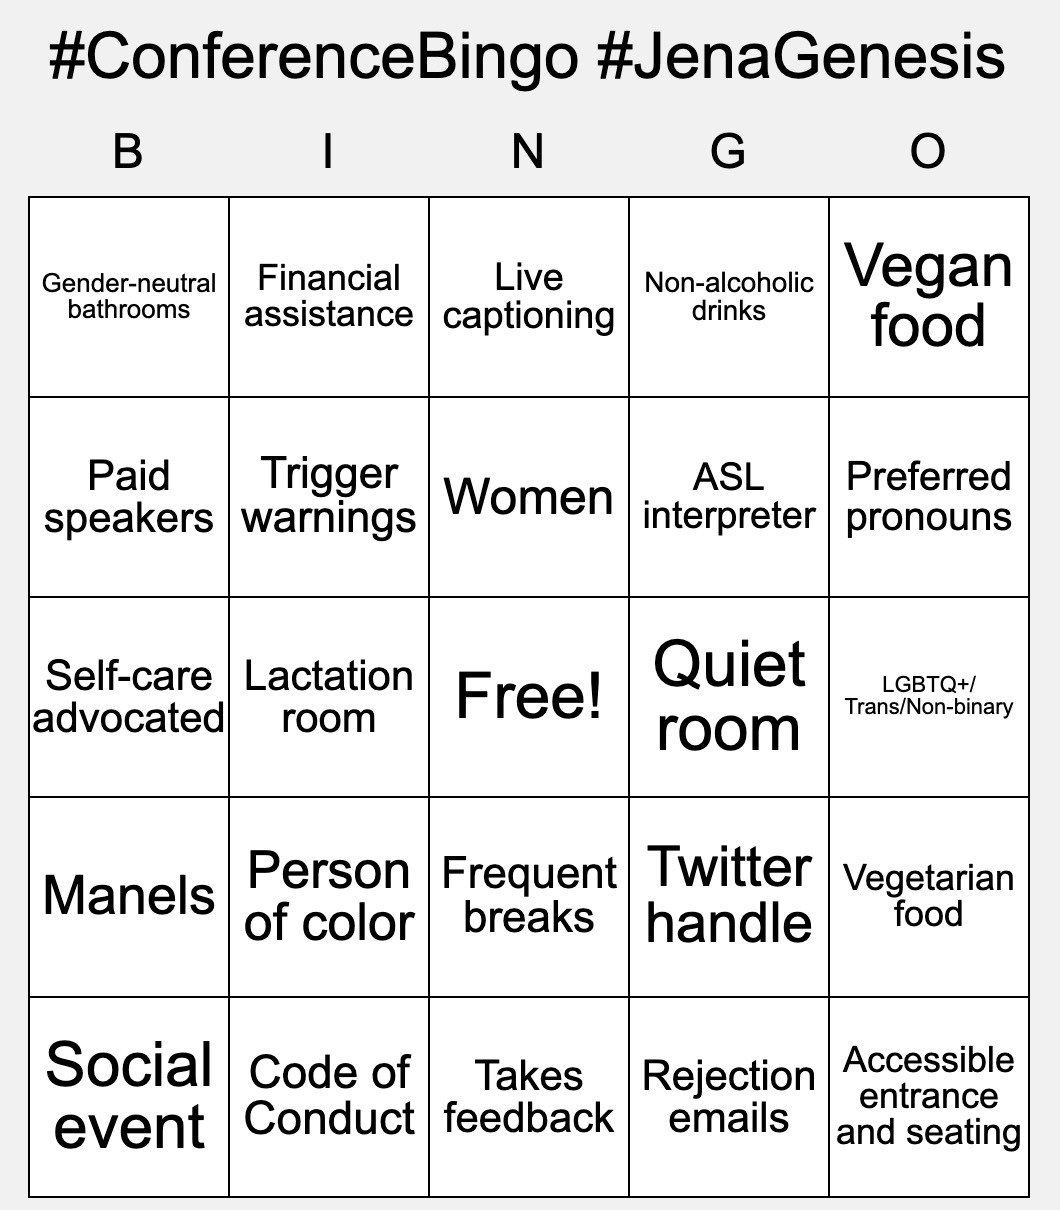 #ConferenceBingo #JenaGenesis
B I N G O
Gender-neutral
bathrooms
Financial
assistance
Live
captioning
Non-alcoholic
drinks
Vegan
food
Paid
speakers
Trigger
warnings
Women
ASL
interpreter
Preferred
pronouns
Self-care
advocated
Lactation
room
Free!
Quiet
room
LGBTQ+/
Trans/Non-binary
Manels
Person
of color
Frequent
breaks
Twitter
handle
Vegetarian
food
Social
event
Code of
Conduct
Takes
feedback
Rejection
emails
Accessible
entrance
and seating